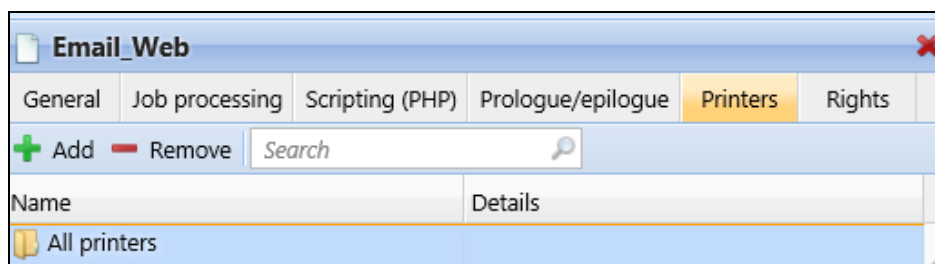 Email_Web
General Job processing Scripting (PHP) Prologue/epilogue Printers Rights
Add Remove Search
Name Details
All printers